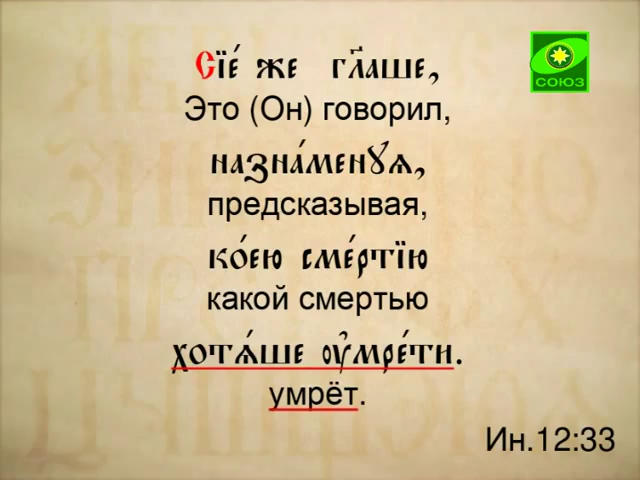 Сїе́ же гл҃аше,
СОЮЗ
Это (Он) говорил,
назна́менꙋѧ,
предсказывая,
ко́ею сме́ртїю
какой смертью
хотѧ́ше оу҆мре́ти.
умрёт.
Ин.12:33